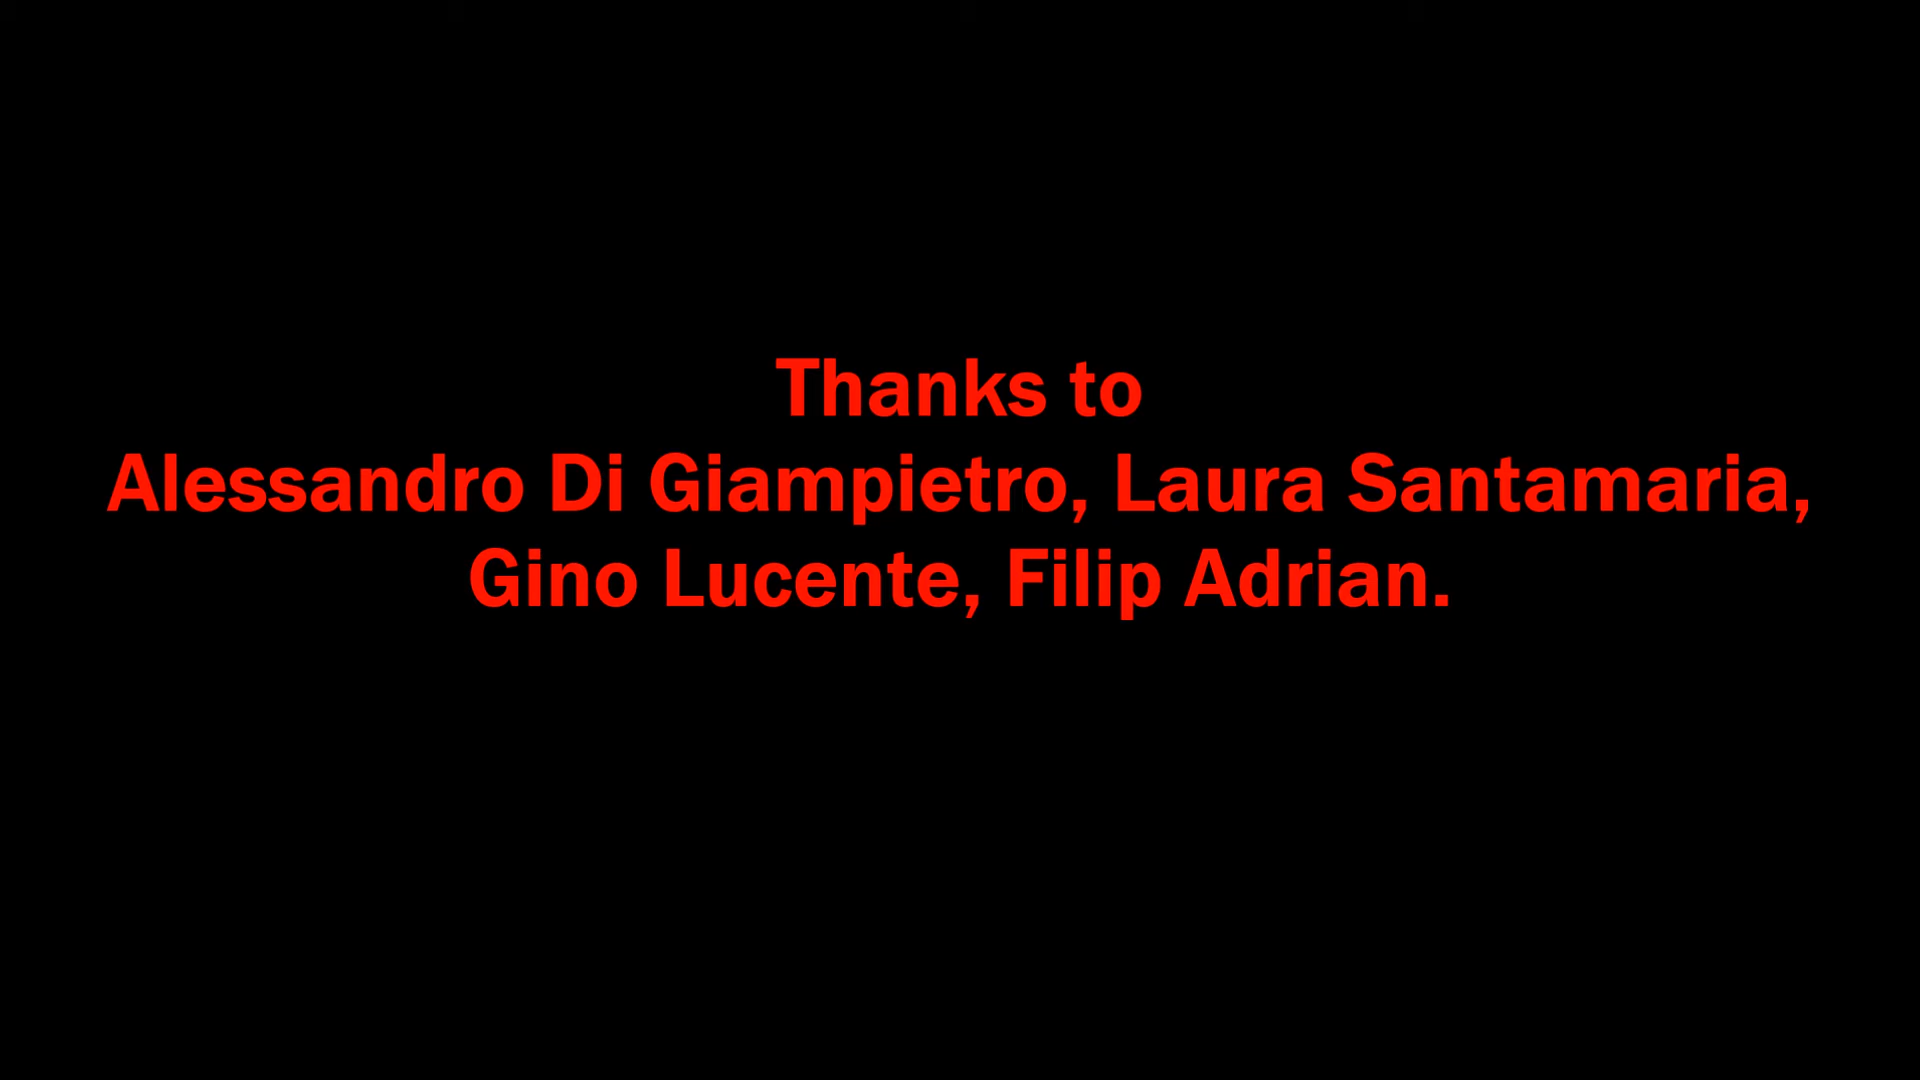 Thanks to
Alessandro Di Giampietro, Laura Santamaria,
Gino Lucente, Filip Adrian.